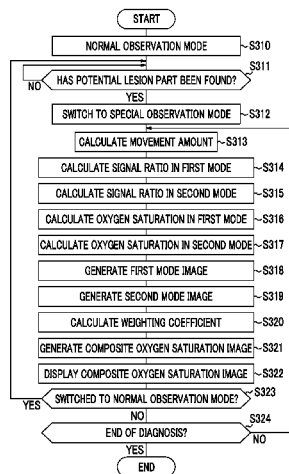 START
NORMAL OBSERVATION MODE ~S310
S311
HAS POTENTIAL LESION PART BEEN FOUND?
NO
YES
SWITCH TO SPECIAL OBSERVATION MODE ~S312
CALCULATE MOVEMENT AMOUNT ~S313
CALCULATE SIGNAL RATIO IN FIRST MODE ~S314
CALCULATE SIGNAL RATIO IN SECOND MODE ~S315
CALCULATE OXYGEN SATURATION IN FIRST MODE ~S316
CALCULATE OXYGEN SATURATION IN SECOND MODE ~S317
GENERATE FIRST MODE IMAGE ~S318
GENERATE SECOND MODE IMAGE ~S319
CALCULATE WEIGHTING COEFFICIENT ~S320
GENERATE COMPOSITE OXYGEN SATURATION IMAGE ~S321
DISPLAY COMPOSITE OXYGEN SATURATION IMAGE ~S322
S323
SWITCHED TO NORMAL OBSERVATION MODE?
YES
NO
S324
END OF DIAGNOSIS?
NO
YES
END